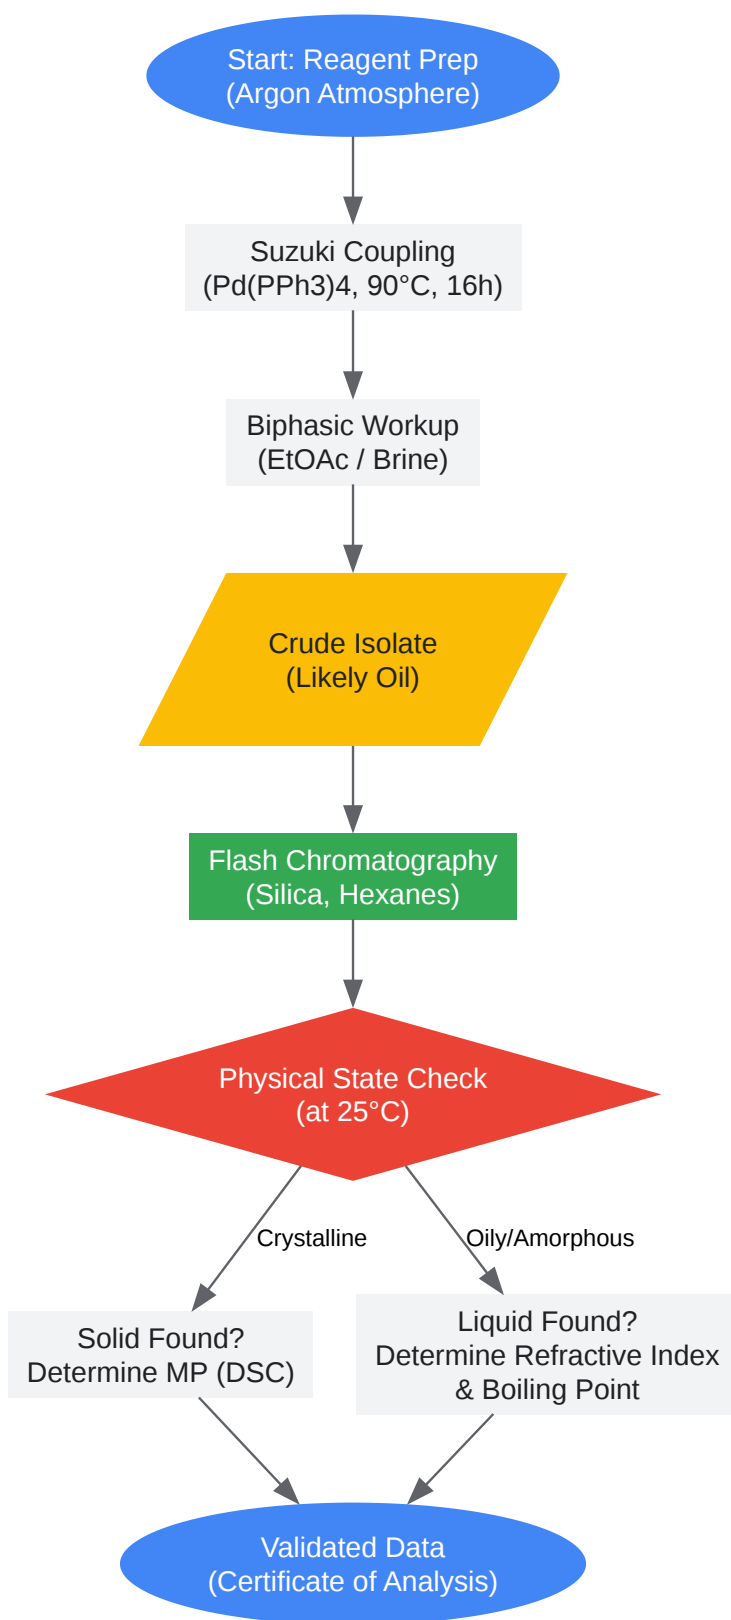 Start: Reagent Prep
(Argon Atmosphere)
Suzuki Coupling
(Pd(PPh3)4, 90°C, 16h)
Biphasic Workup
(EtOAc / Brine)
Crude Isolate
(Likely Oil)
Flash Chromatography
(Silica, Hexanes)
Physical State Check
(at 25°C)
Crystalline
Oily/Amorphous
Solid Found?
Determine MP (DSC)
Liquid Found?
Determine Refractive Index
& Boiling Point
Validated Data
(Certificate of Analysis)